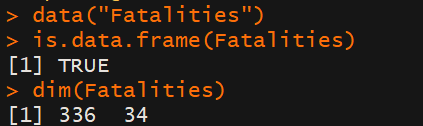 > data("Fatalities")
> is.data.frame(Fatalities)
[1] TRUE
> dim(Fatalities)
[1] 336  34